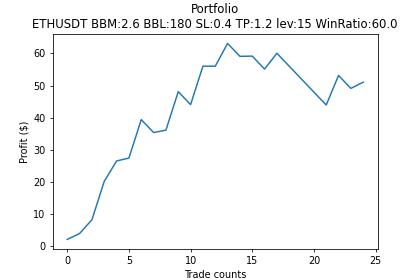 Portfolio
ETHUSDT BBM:2.6 BBL:180 SL:0.4 TP:1.2 lev:15 WinRatio:60.0
60
50
40
30
20
10
0
Profit ($)
0 5 10 15 20 25
Trade counts